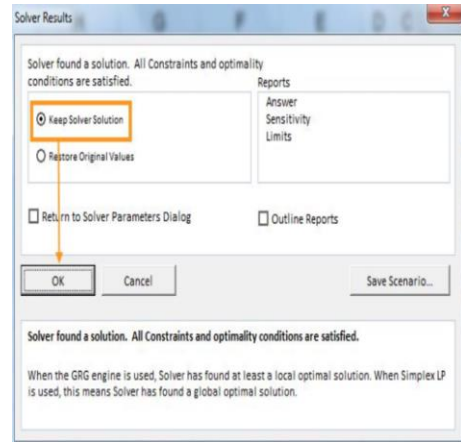 Solver Results
G F E D C
X
Solver found a solution. All Constraints and optimality
conditions are satisfied.
Reports
Keep Solver Solution
Restore Original Values
Answer
Sensitivity
Limits
Return to Solver Parameters Dialog
Outline Reports
OK
Cancel
Save Scenario...
Solver found a solution. All Constraints and optimality conditions are satisfied.
When the GRG engine is used, Solver has found at least a local optimal solution. When Simplex LP
is used, this means Solver has found a global optimal solution.